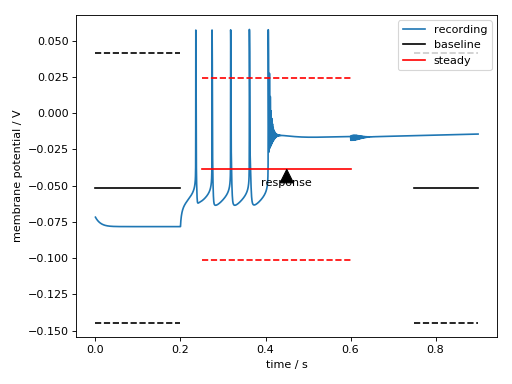 recording
baseline
steady
response
membrane potential / V
0.050
0.025
0.000
−0.025
−0.050
−0.075
−0.100
−0.125
−0.150
0.0 0.2 0.4 0.6 0.8
time / s